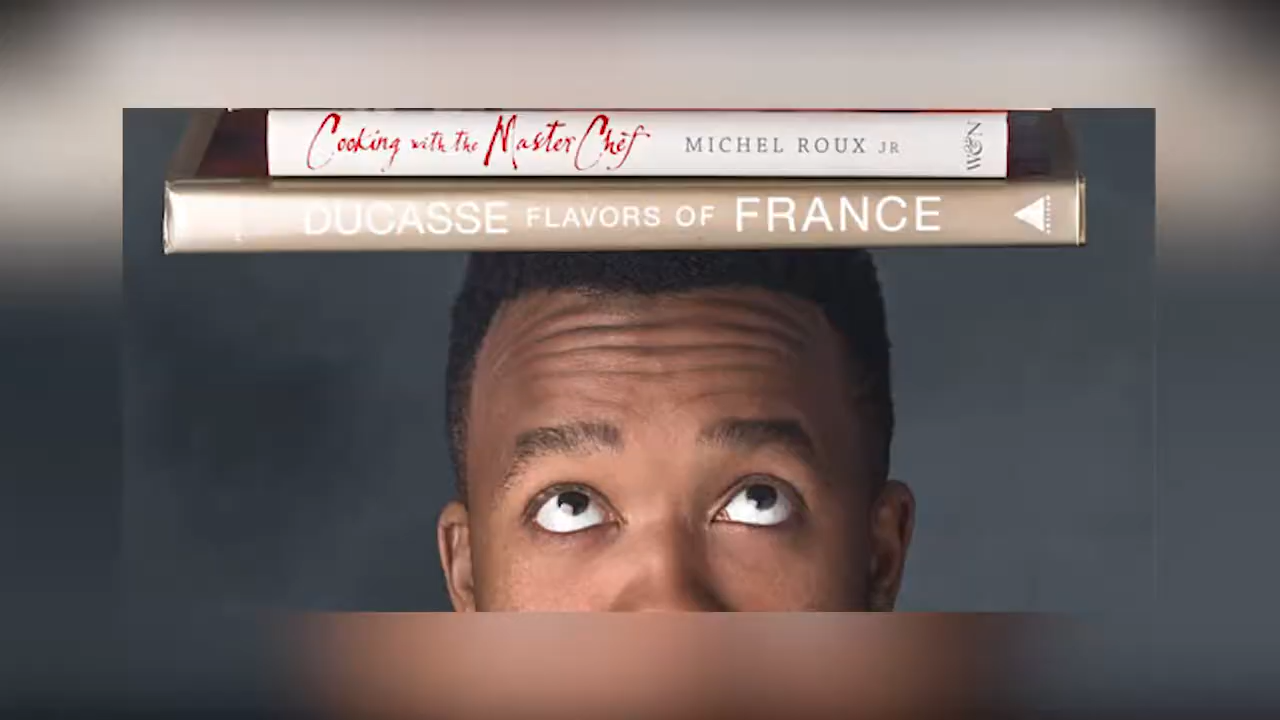 Cooking with the Master Chef MICHEL ROUX JR W&N
DUCASSE FLAVORS OF FRANCE